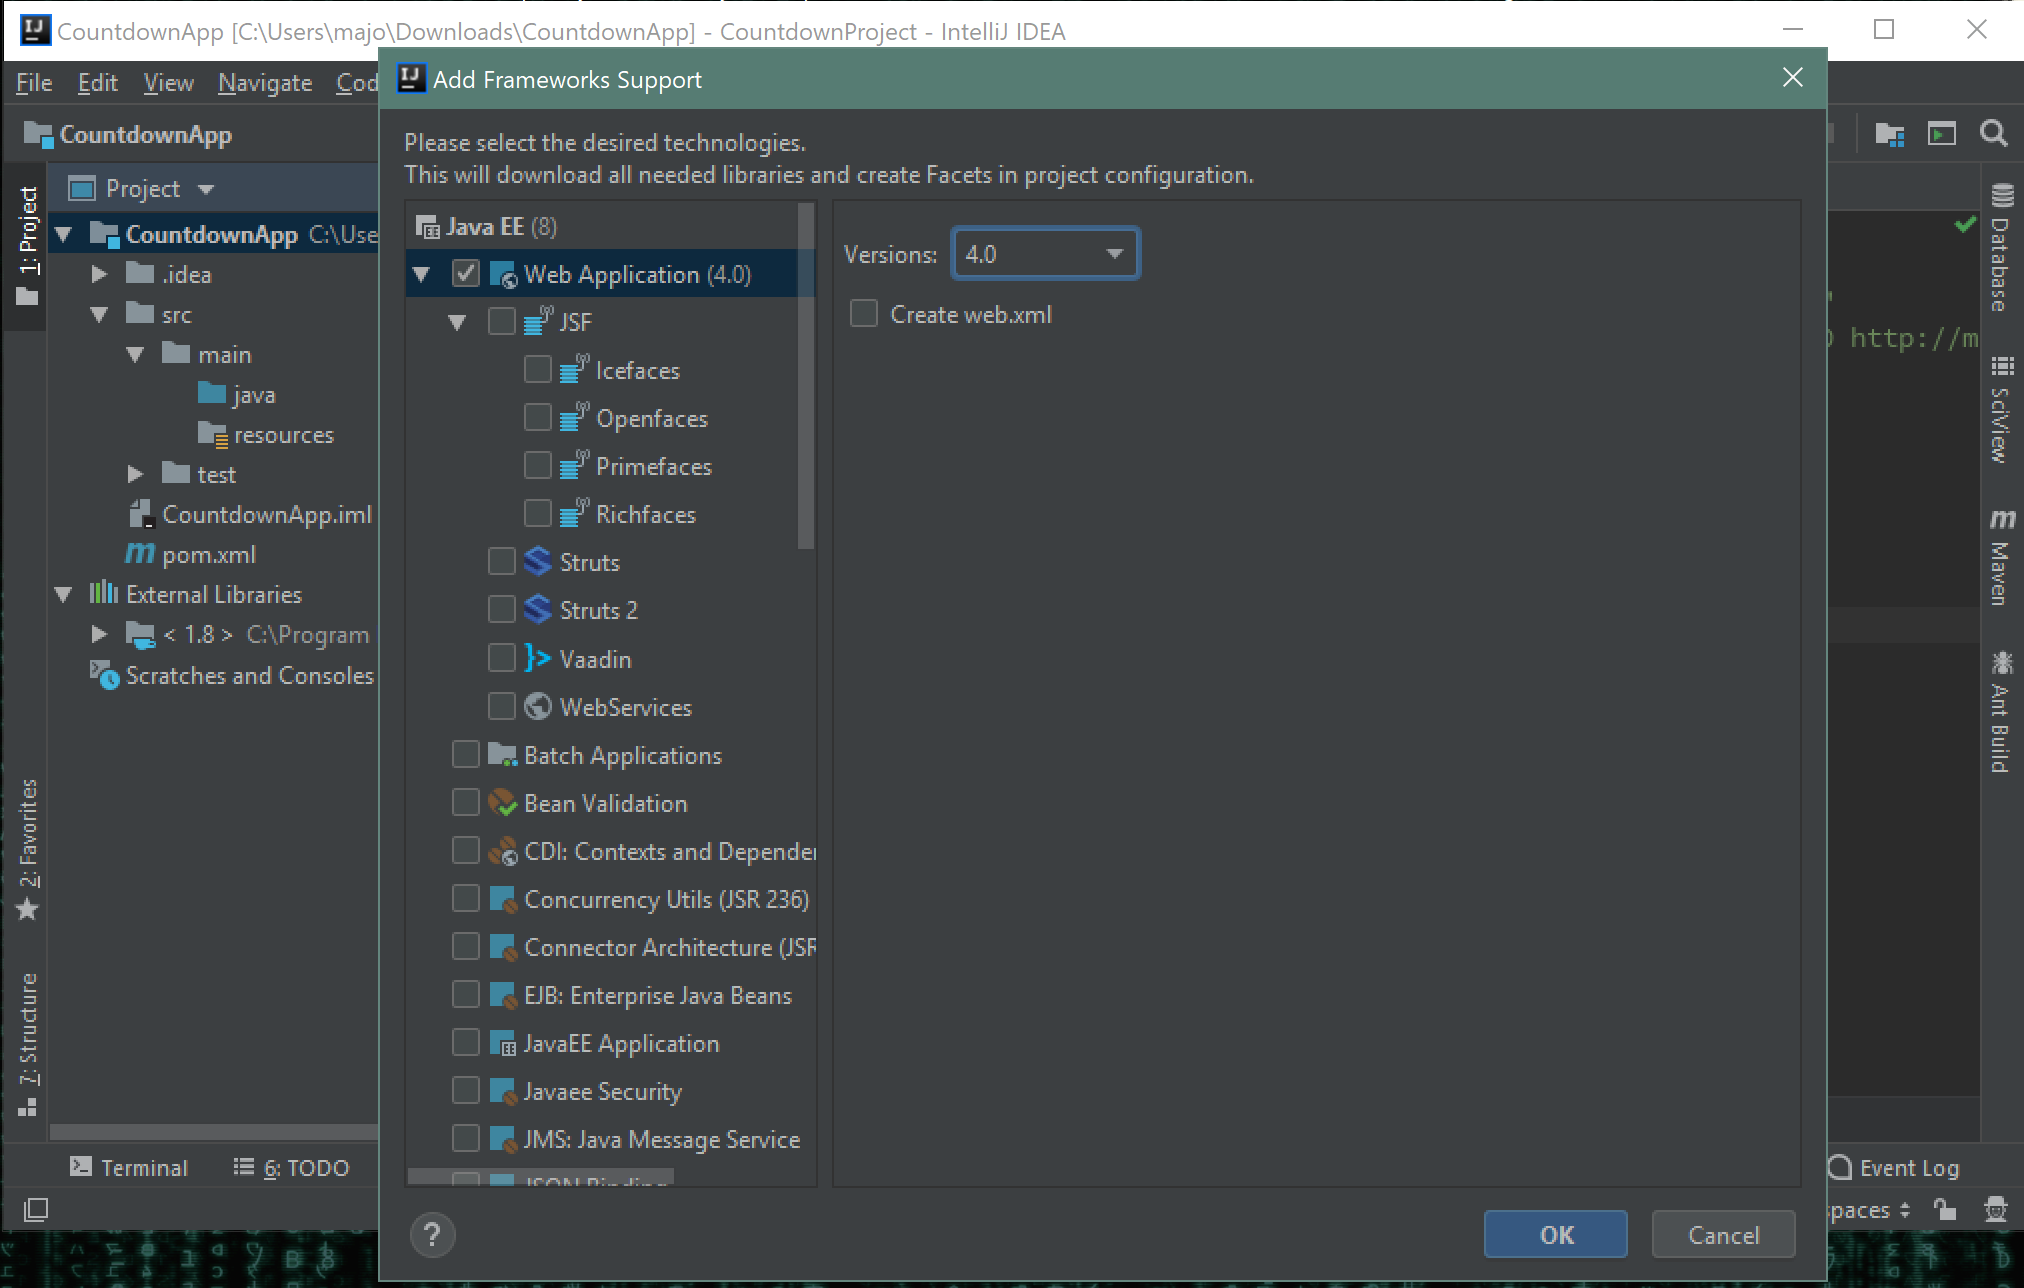 CountdownApp [C:\Users\majo\Downloads\CountdownApp] - CountdownProject - IntelliJ IDEA
File Edit View Navigate Cod
Add Frameworks Support
CountdownApp
Please select the desired technologies.
This will download all needed libraries and create Facets in project configuration.
1: Project
Project
CountdownApp C:\Use
.idea
src
main
java
resources
test
CountdownApp.iml
pom.xml
External Libraries
< 1.8 > C:\Program
Scratches and Consoles
2: Favorites
7: Structure
Java EE (8)
Web Application (4.0)
JSF
Icefaces
Openfaces
Primefaces
Richfaces
Struts
Struts 2
Vaadin
WebServices
Batch Applications
Bean Validation
CDI: Contexts and Depende
Concurrency Utils (JSR 236)
Connector Architecture (JSR
EJB: Enterprise Java Beans
JavaEE Application
Javaee Security
JMS: Java Message Service
JSON Binding
Versions: 4.0
Create web.xml
http://m
Database
SciView
Maven
Ant Build
Terminal
6: TODO
Event Log
spaces
?
OK
Cancel